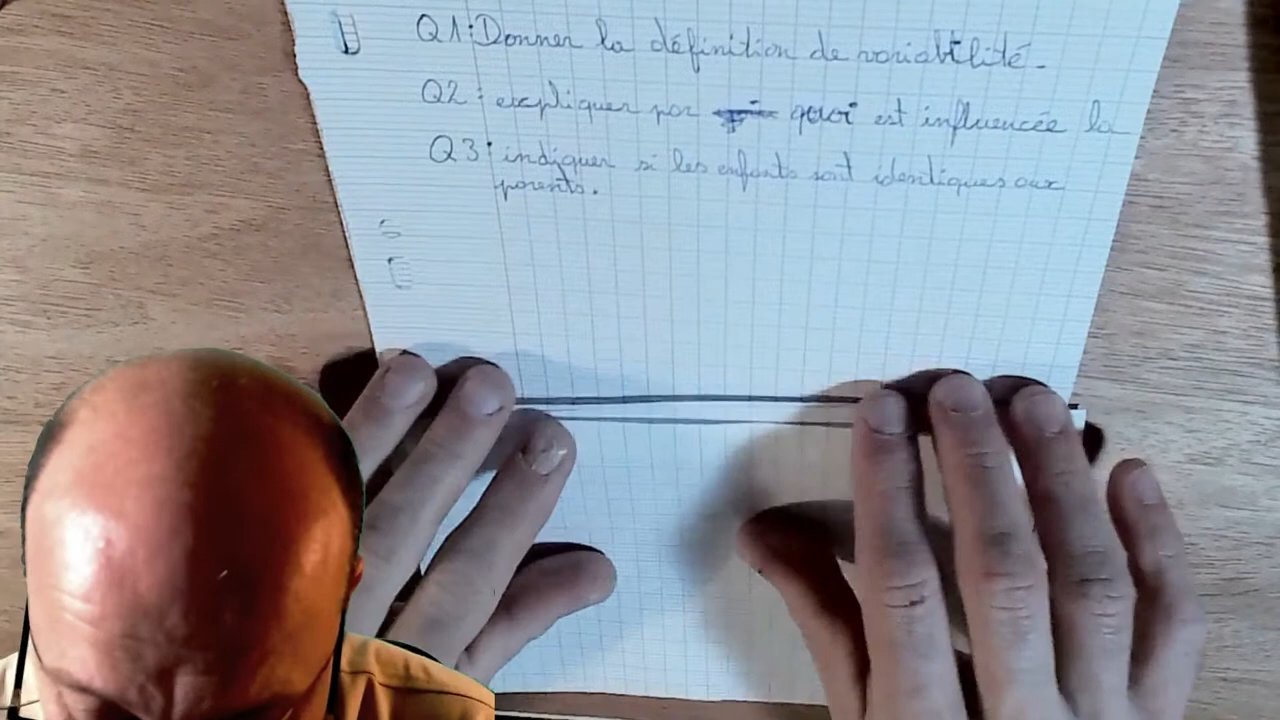 Q1: Donner la définition de variabilité.
Q2: expliquer par quoi est influencée la
Q3: indiquer si les enfants sont identiques aux
parents.